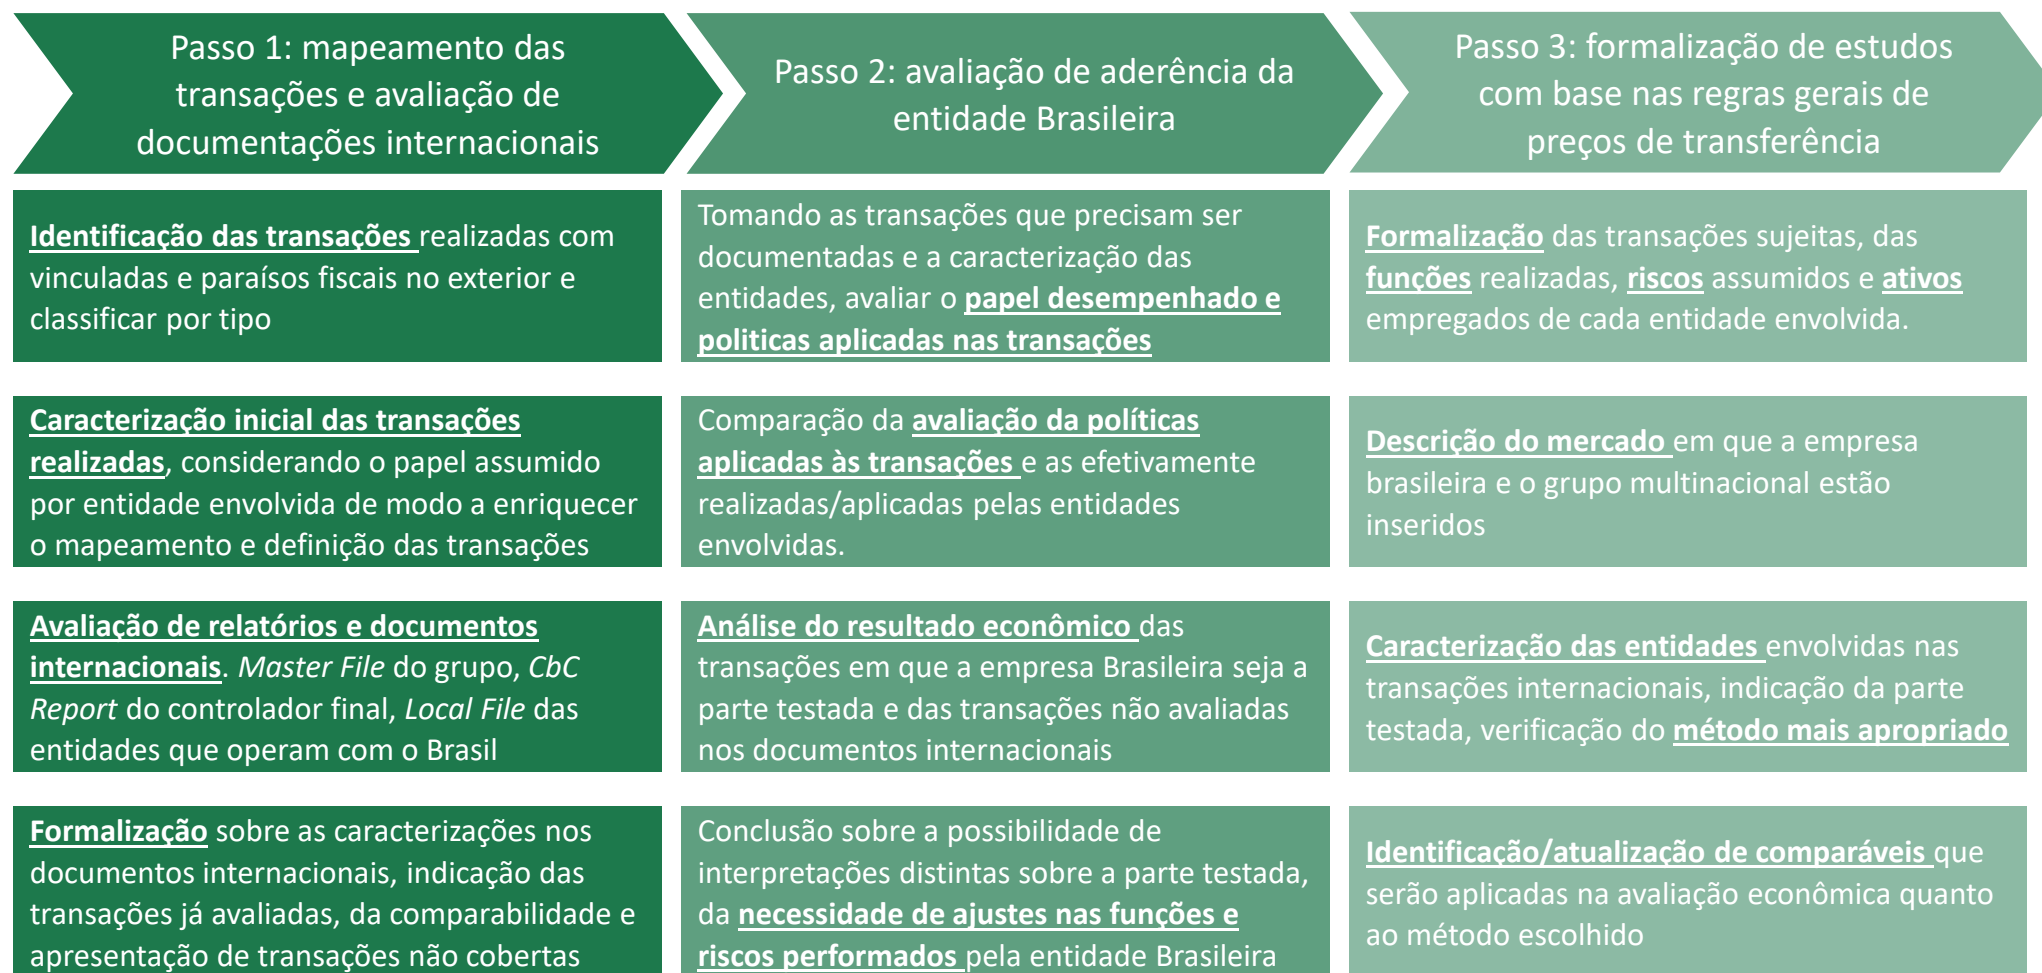 Passo 1: mapeamento das
transações e avaliação de
documentações internacionais
Passo 2: avaliação de aderência da
entidade Brasileira
Passo 3: formalização de estudos
com base nas regras gerais de
preços de transferência
Identificação das transações realizadas com
vinculadas e paraísos fiscais no exterior e
classificar por tipo
Tomando as transações que precisam ser
documentadas e a caracterização das
entidades, avaliar o papel desempenhado e
politicas aplicadas nas transações
Formalização das transações sujeitas, das
funções realizadas, riscos assumidos e ativos
empregados de cada entidade envolvida.
Caracterização inicial das transações
realizadas, considerando o papel assumido
por entidade envolvida de modo a enriquecer
o mapeamento e definição das transações
Comparação da avaliação da políticas
aplicadas às transações e as efetivamente
realizadas/aplicadas pelas entidades
envolvidas.
Descrição do mercado em que a empresa
brasileira e o grupo multinacional estão
inseridos
Avaliação de relatórios e documentos
internacionais. Master File do grupo, CbC
Report do controlador final, Local File das
entidades que operam com o Brasil
Análise do resultado econômico das
transações em que a empresa Brasileira seja a
parte testada e das transações não avaliadas
nos documentos internacionais
Caracterização das entidades envolvidas nas
transações internacionais, indicação da parte
testada, verificação do método mais apropriado
Formalização sobre as caracterizações nos
documentos internacionais, indicação das
transações já avaliadas, da comparabilidade e
apresentação de transações não cobertas
Conclusão sobre a possibilidade de
interpretações distintas sobre a parte testada,
da necessidade de ajustes nas funções e
riscos performados pela entidade Brasileira
Identificação/atualização de comparáveis que
serão aplicadas na avaliação econômica quanto
ao método escolhido